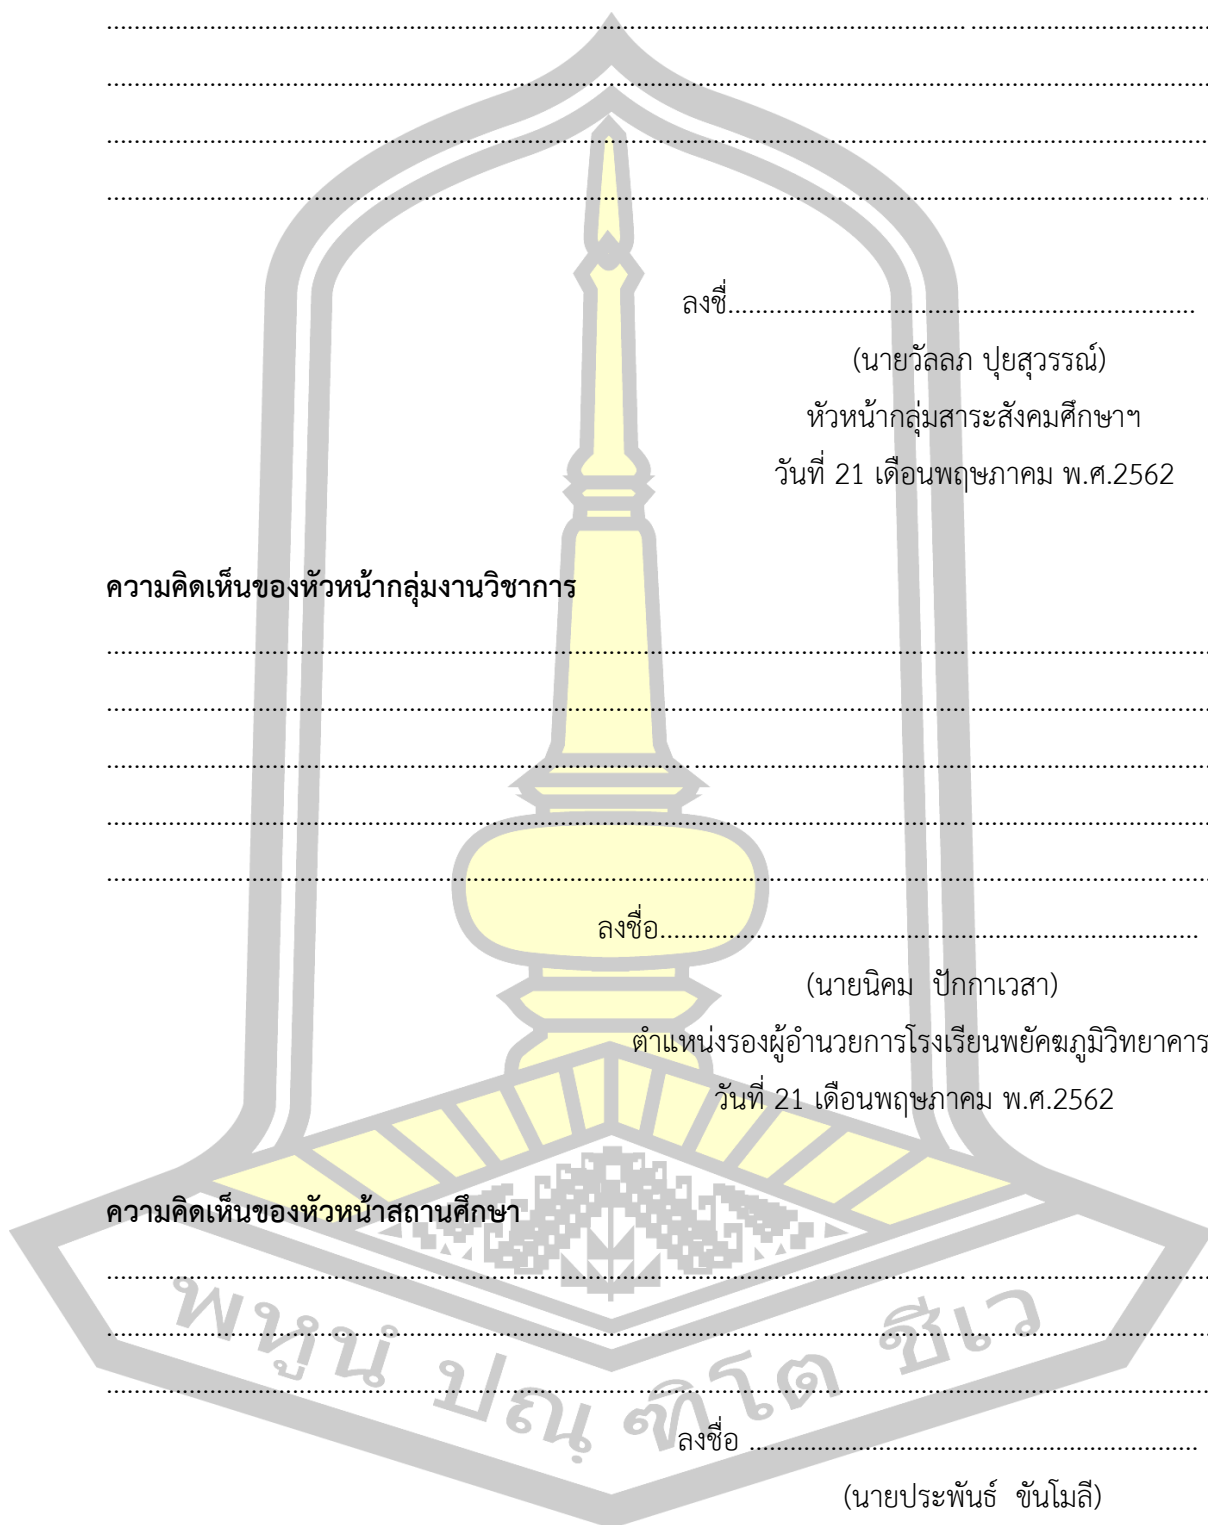 ........................................................................................................................................................
........................................................................................................................................................
........................................................................................................................................................
........................................................................................................................................................
ลงชื่...................................................................
(นายวัลลภ ปุยสุวรรณ์)
หัวหน้ากลุ่มสาระสังคมศึกษาฯ
วันที่ 21 เดือนพฤษภาคม พ.ศ.2562
ความคิดเห็นของหัวหน้ากลุ่มงานวิชาการ
........................................................................................................................................................
........................................................................................................................................................
........................................................................................................................................................
........................................................................................................................................................
........................................................................................................................................................
ลงชื่อ.............................................................................
(นายนิคม ปักกาเวสา)
ตำแหน่งรองผู้อำนวยการโรงเรียนพยัคฆภูมิวิทยาคาร
วันที่ 21 เดือนพฤษภาคม พ.ศ.2562
ความคิดเห็นของหัวหน้าสถานศึกษา
........................................................................................................................................................
........................................................................................................................................................
........................................................................................................................................................
พหูนํ ปณฺฑิโต ชีเว
ลงชื่อ ................................................................
(นายประพันธ์ ขันโมลี)